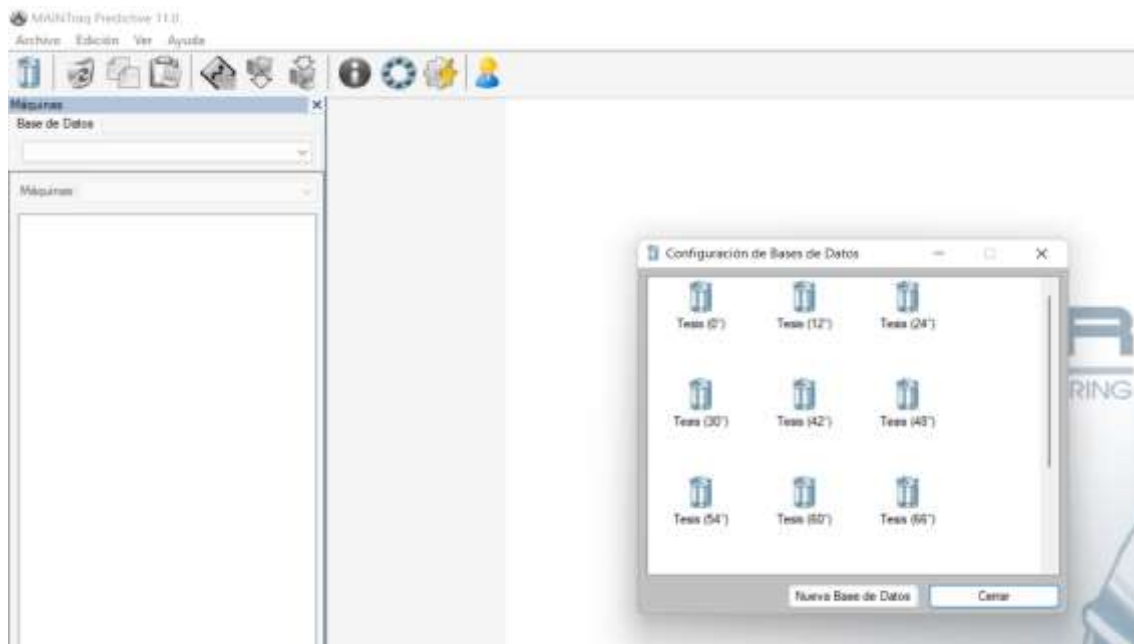 MAINTraq Predictive 11.0
Archivo Edición Ver Ayuda
Máquinas
Base de Datos
Máquinas
Configuración de Bases de Datos
Tesis (0°) Tesis (12°) Tesis (24°)
Tesis (30°) Tesis (42°) Tesis (48°)
Tesis (54°) Tesis (60°) Tesis (66°)
Nueva Base de Datos Cerrar
R
RING